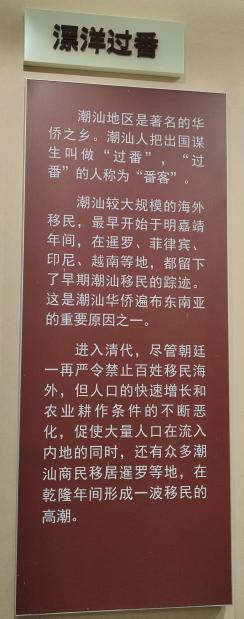 漂洋过番
潮汕地区是著名的华
侨之乡。潮汕人把出国谋
生叫做“过番”，“过
番”的人称为“番客”。
潮汕较大规模的海外
移民，最早开始于明嘉靖
年间，在暹罗、菲律宾、
印尼、越南等地，都留下
了早期潮汕移民的踪迹。
这是潮汕华侨遍布东南亚
的重要原因之一。
进入清代，尽管朝廷
一再严令禁止百姓移民海
外，但人口的快速增长和
农业耕作条件的不断恶
化，促使大量人口在流入
内地的同时，还有众多潮
汕商民移居暹罗等地，在
乾隆年间形成一波移民的
高潮。